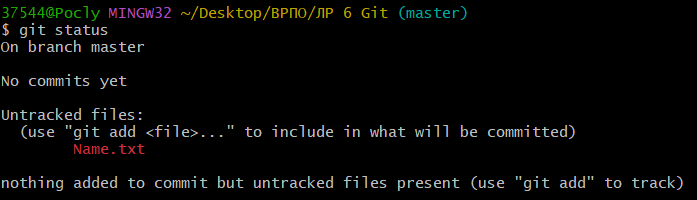 37544@Pocly MINGW32 ~/Desktop/ВРПО/ЛР 6 Git (master)
$ git status
On branch master
No commits yet
Untracked files:
(use "git add <file>..." to include in what will be committed)
Name.txt
nothing added to commit but untracked files present (use "git add" to track)